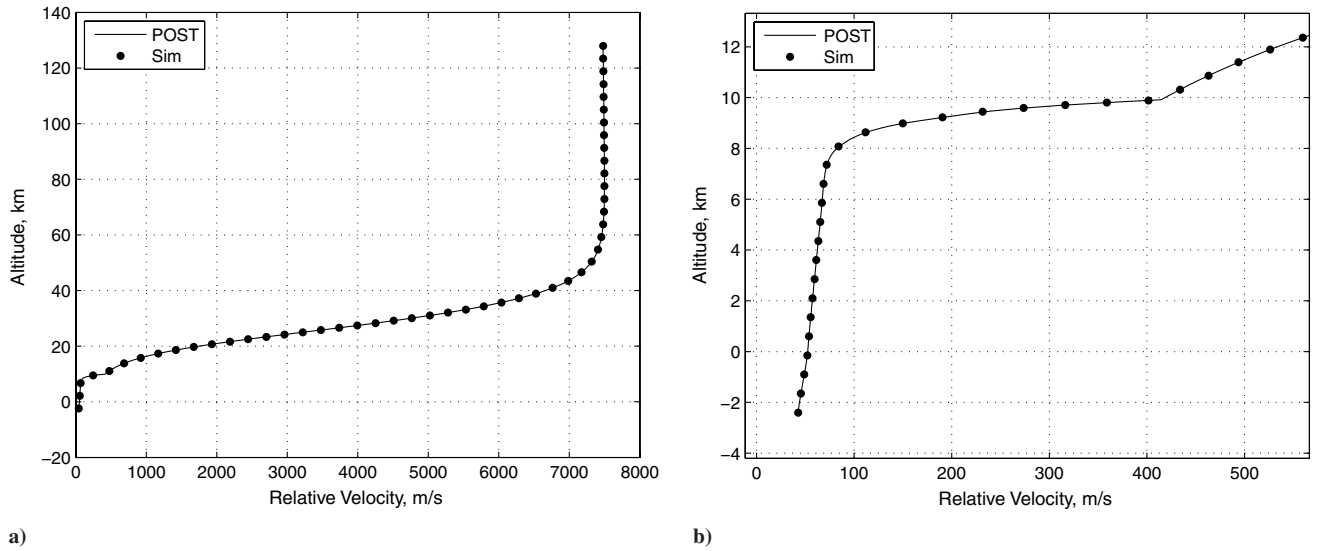 140
120
100
80
60
40
20
0
−20
Altitude, km
POST
Sim
0 1000 2000 3000 4000 5000 6000 7000 8000
Relative Velocity, m/s
a)
12
10
8
6
4
2
0
−2
−4
Altitude, km
POST
Sim
0 100 200 300 400 500
Relative Velocity, m/s
b)